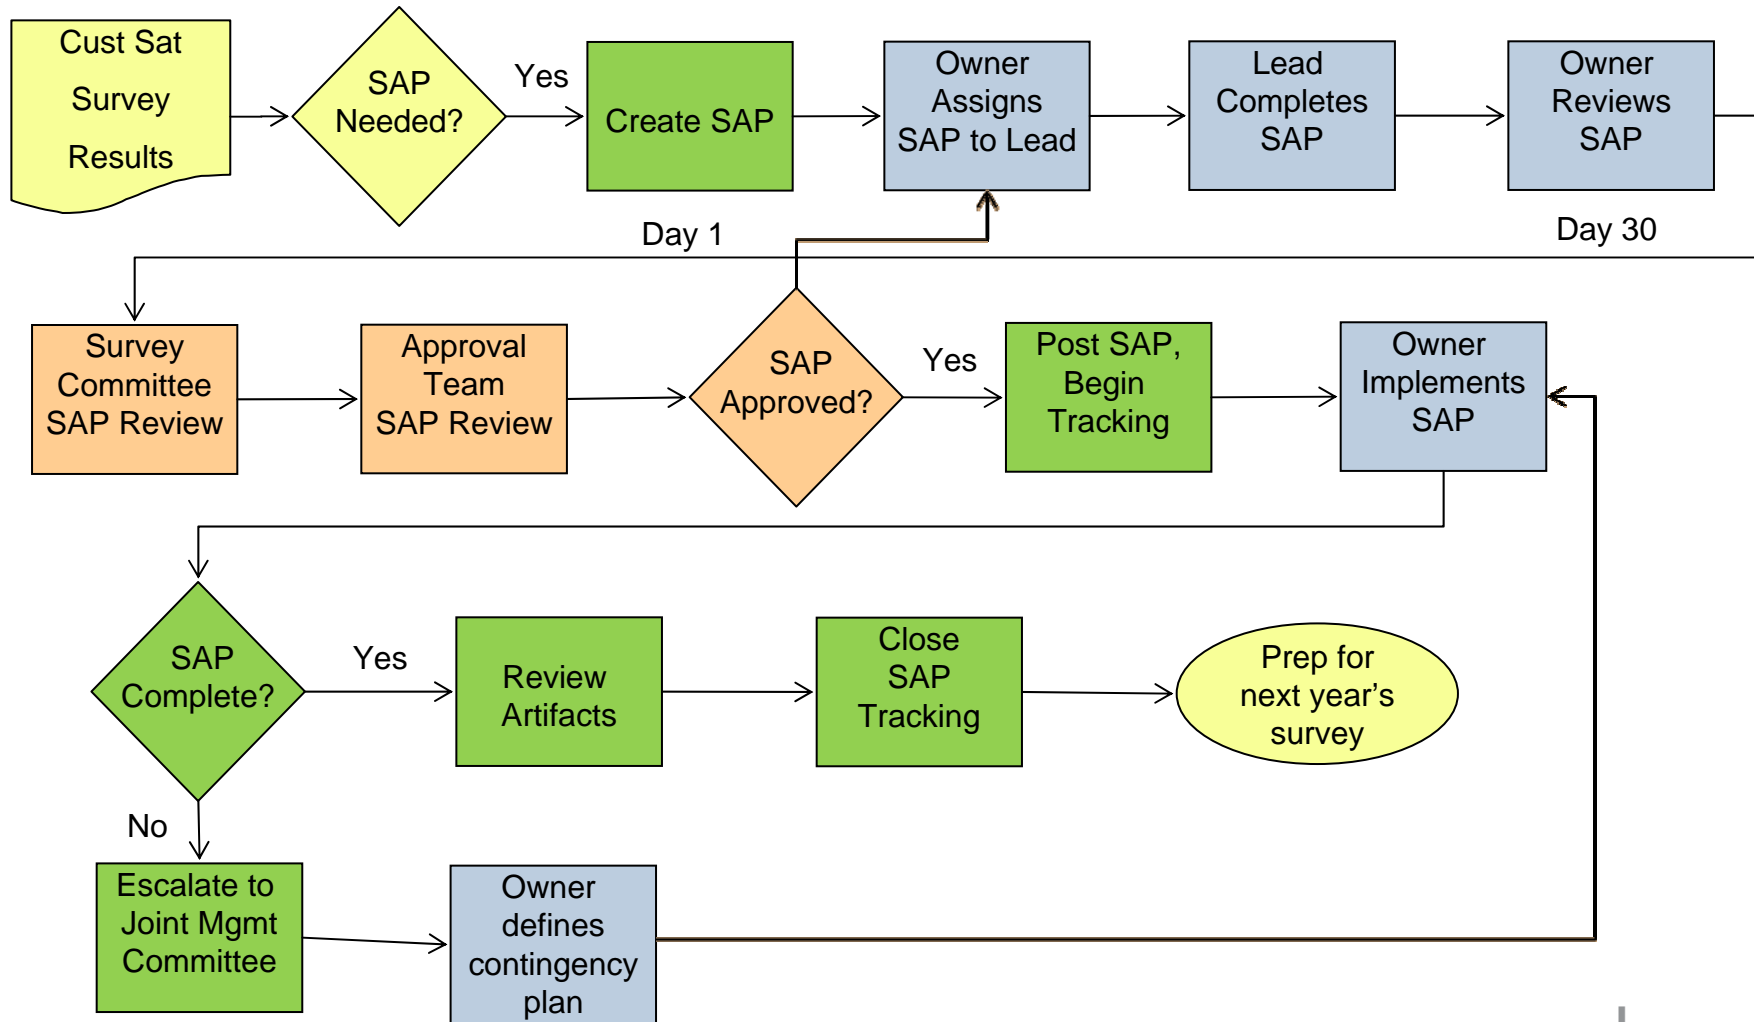 Cust Sat
Survey
Results
SAP
Needed?
Yes
Create SAP
Owner
Assigns
SAP to Lead
Lead
Completes
SAP
Owner
Reviews
SAP
Day 1
Day 30
Survey
Committee
SAP Review
Approval
Team
SAP Review
SAP
Approved?
Yes
Post SAP,
Begin
Tracking
Owner
Implements
SAP
SAP
Complete?
Yes
Review
Artifacts
Close
SAP
Tracking
Prep for
next year’s
survey
No
Escalate to
Joint Mgmt
Committee
Owner
defines
contingency
plan